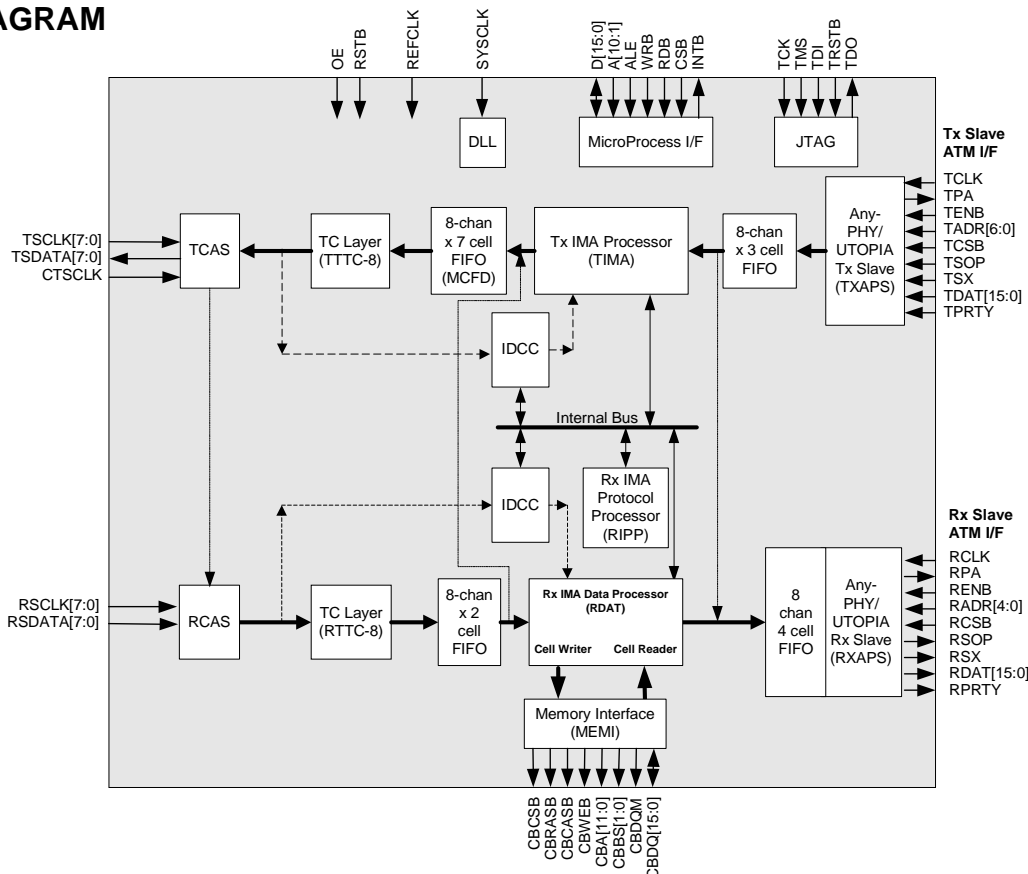 AGRAM
OE
RSTB
REFCLK
SYSCLK
D[15:0]
A[10:1]
ALE
WRB
RDB
CSB
INTB
TCK
TMS
TDI
TRSTB
TDO
DLL
MicroProcess I/F
JTAG
Tx Slave
ATM I/F
TSCLK[7:0]
TSDATA[7:0]
CTSCLK
TCAS
TC Layer
(TTTC-8)
8-chan
x 7 cell
FIFO
(MCFD)
Tx IMA Processor
(TIMA)
8-chan
x 3 cell
FIFO
Any-
PHY/
UTOPIA
Tx Slave
(TXAPS)
TCLK
TPA
TENB
TADR[6:0]
TCSB
TSOP
TSX
TDAT[15:0]
TPRTY
IDCC
Internal Bus
IDCC
Rx IMA
Protocol
Processor
(RIPP)
Rx Slave
ATM I/F
RSCLK[7:0]
RSDATA[7:0]
RCAS
TC Layer
(RTTC-8)
8-chan
x 2
cell
FIFO
Rx IMA Data Processor
(RDAT)
Cell Writer
Cell Reader
8
chan
4 cell
FIFO
Any-
PHY/
UTOPIA
Rx Slave
(RXAPS)
RCLK
RPA
RENB
RADR[4:0]
RCSB
RSOP
RSX
RDAT[15:0]
RPRTY
Memory Interface
(MEMI)
CBCSB
CBRASB
CBCASB
CBWEB
CBA[11:0]
CBBS[1:0]
CBDQM
CBDQ[15:0]